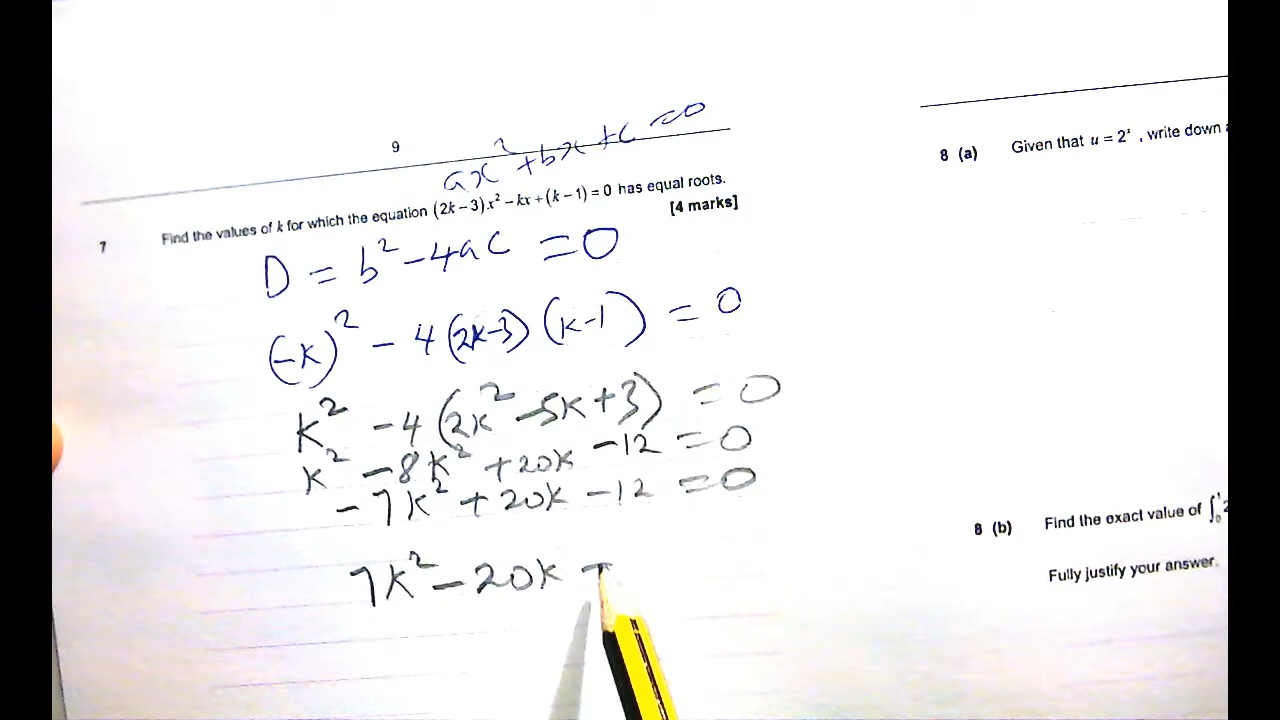 9
ax² + bx + c = 0
7 Find the values of k for which the equation (2k – 3)x² – kx + (k – 1) = 0 has equal roots.
[4 marks]
D = b² - 4ac = 0
(-k)² - 4(2k-3)(k-1) = 0
k² - 4(2k² - 5k + 3) = 0
k² - 8k² + 20k - 12 = 0
- 7k² + 20k - 12 = 0
7k² - 20k +
8 (a) Given that u = 2ˣ , write down
8 (b) Find the exact value of ∫₀¹ 2
Fully justify your answer.